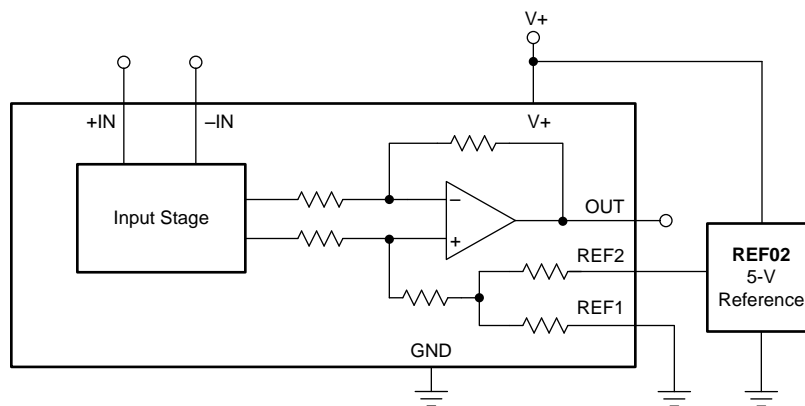 V+
+IN
–IN
V+
Input Stage
–
+
OUT
REF2
REF02
5-V
Reference
REF1
GND